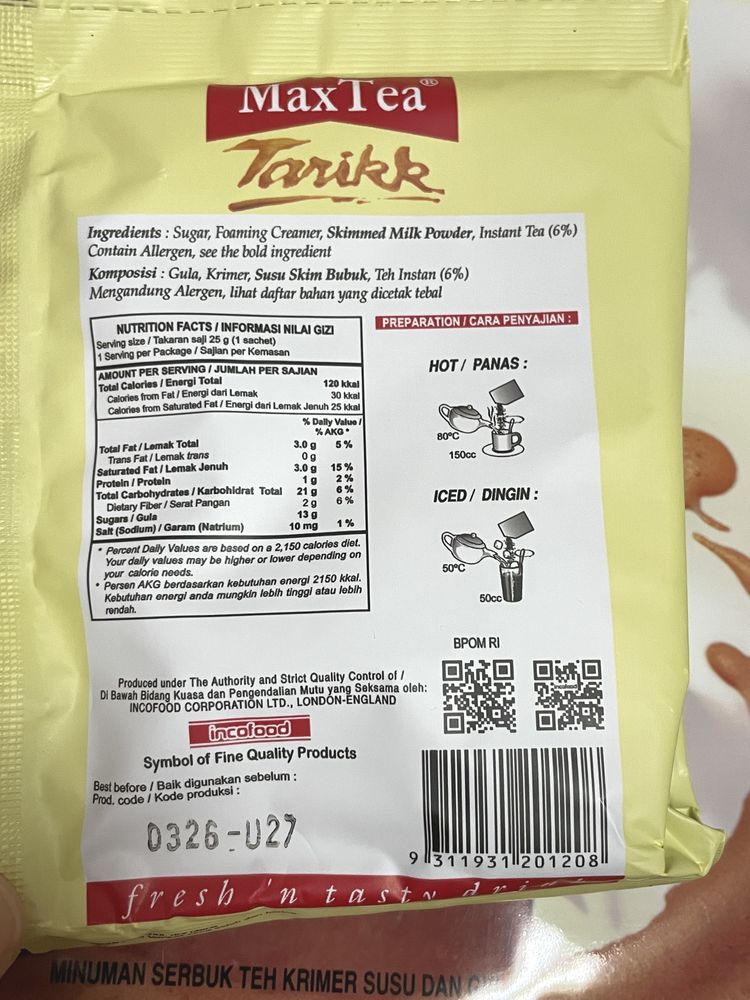 MaxTea®
Tarikk
Ingredients : Sugar, Foaming Creamer, Skimmed Milk Powder, Instant Tea (6%)
Contain Allergen, see the bold ingredient
Komposisi : Gula, Krimer, Susu Skim Bubuk, Teh Instan (6%)
Mengandung Alergen, lihat daftar bahan yang dicetak tebal
NUTRITION FACTS / INFORMASI NILAI GIZI
Serving size / Takaran saji 25 g (1 sachet)
1 Serving per Package / Sajian per Kemasan
AMOUNT PER SERVING / JUMLAH PER SAJIAN
Total Calories / Energi Total 120 kkal
Calories from Fat / Energi dari Lemak 30 kkal
Calories from Saturated Fat / Energi dari Lemak Jenuh 25 kkal
% Daily Value /
% AKG *
Total Fat / Lemak Total 3.0 g 5 %
Trans Fat / Lemak trans 0 g
Saturated Fat / Lemak Jenuh 3.0 g 15 %
Protein / Protein 1 g 2 %
Total Carbohydrates / Karbohidrat Total 21 g 6 %
Dietary Fiber / Serat Pangan 2 g 6 %
Sugars / Gula 13 g
Salt (Sodium) / Garam (Natrium) 10 mg 1 %
* Percent Daily Values are based on a 2,150 calories diet.
Your daily values may be higher or lower depending on
your calorie needs.
* Persen AKG berdasarkan kebutuhan energi 2150 kkal.
Kebutuhan energi anda mungkin lebih tinggi atau lebih
rendah.
PREPARATION / CARA PENYAJIAN :
HOT / PANAS :
80°C
150cc
ICED / DINGIN :
50°C
50cc
BPOM RI
Produced under The Authority and Strict Quality Control of /
Di Bawah Bidang Kuasa dan Pengendalian Mutu yang Seksama oleh:
INCOFOOD CORPORATION LTD., LONDON-ENGLAND
incofood
Symbol of Fine Quality Products
Best before / Baik digunakan sebelum :
Prod. code / Kode produksi :
0326-U27
9 311931 201208
fresh 'n tasty
MINUMAN SERBUK TEH KRIMER SUSU DAN